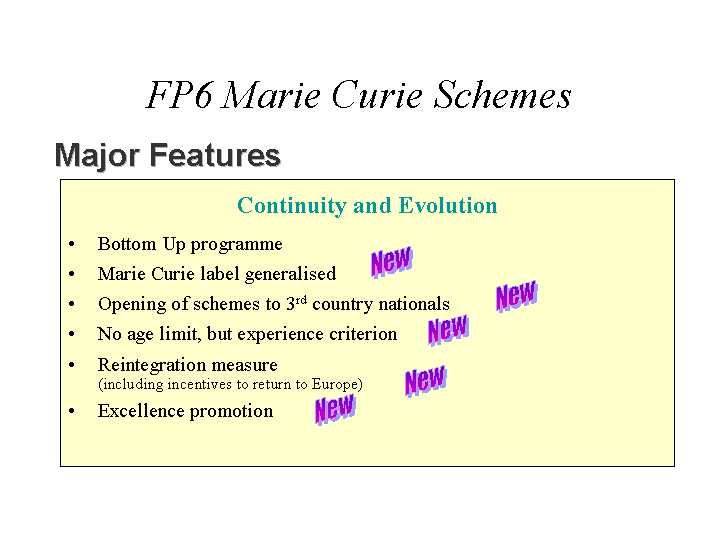 FP6 Marie Curie Schemes
Major Features
Continuity and Evolution
• Bottom Up programme
• Marie Curie label generalised New
• Opening of schemes to 3rd country nationals New
• No age limit, but experience criterion New
• Reintegration measure
(including incentives to return to Europe) New
• Excellence promotion New